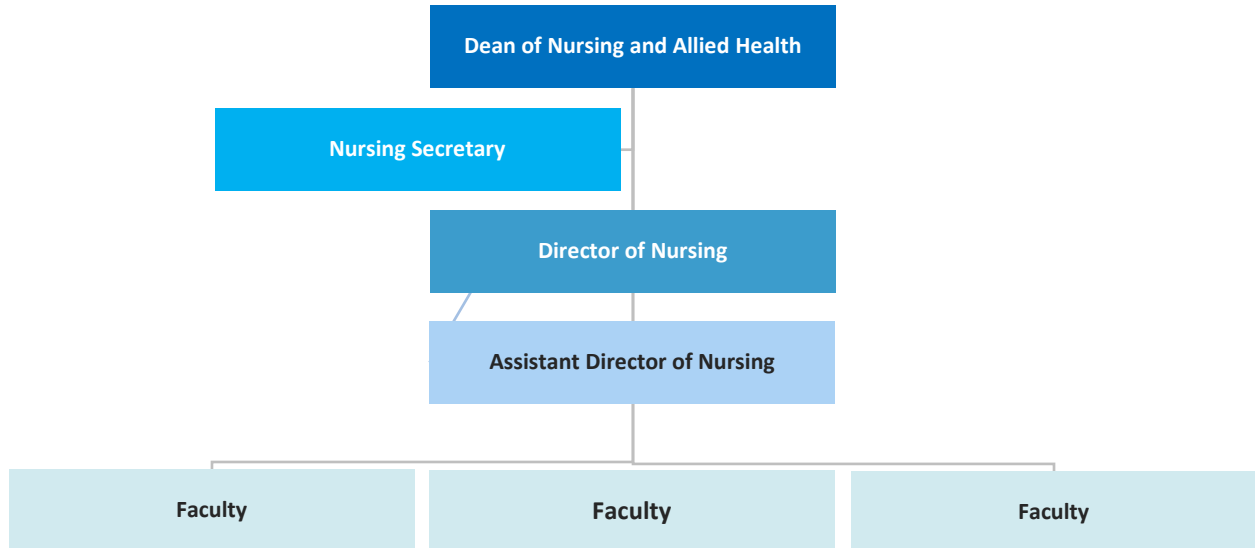 Dean of Nursing and Allied Health
Nursing Secretary
Director of Nursing
Assistant Director of Nursing
Faculty
Faculty
Faculty